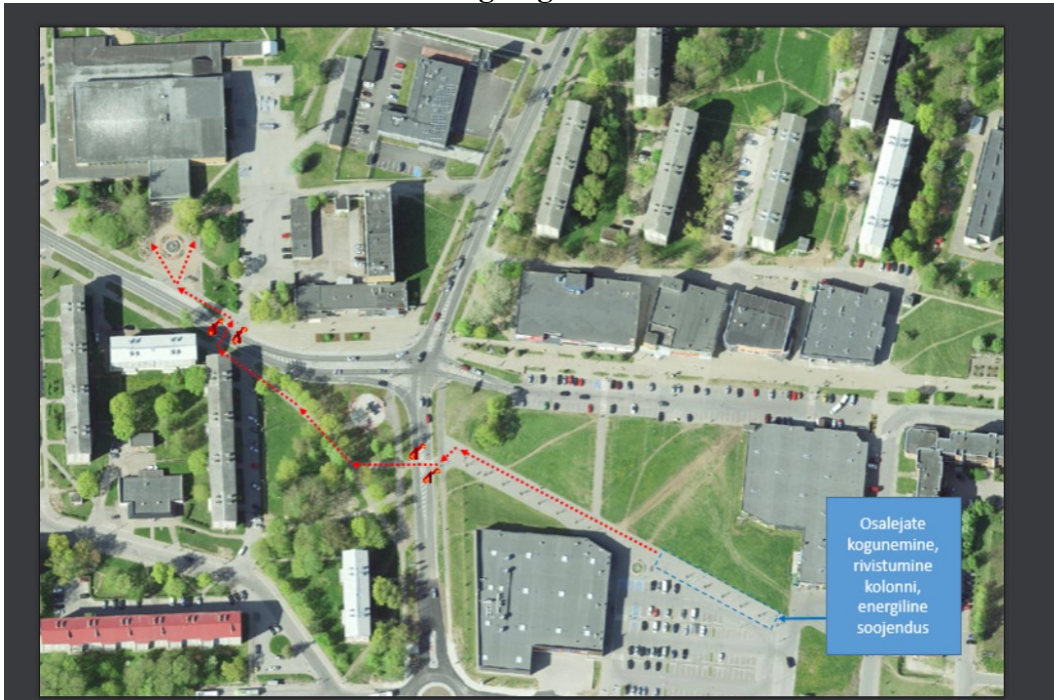 Osalejate
kogunemine,
rivistumine
kolonni,
energiline
soojendus